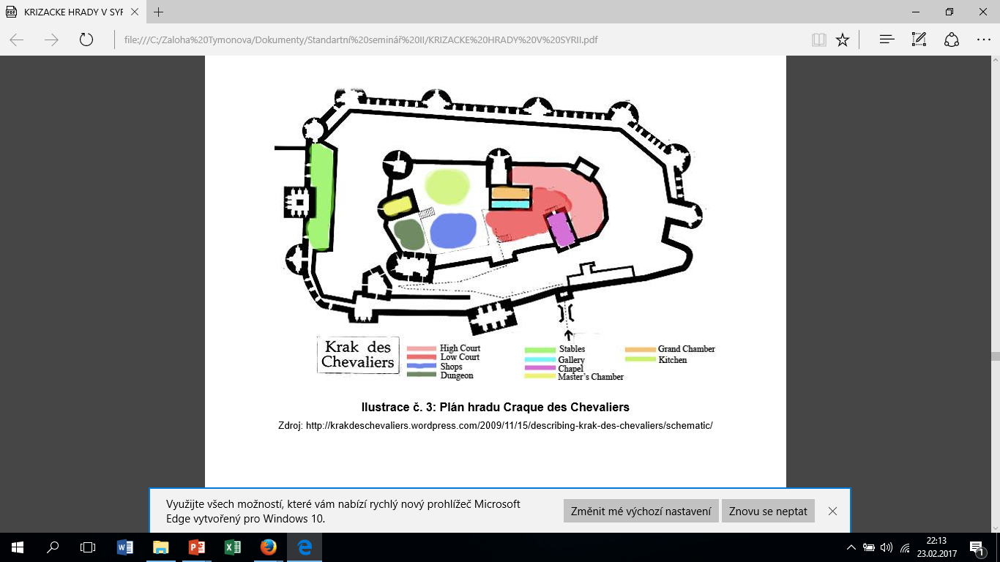 KRIZACKE HRADY V SYR
file:///C:/Zaloha%20Tymonova/Dokumenty/Standartní%20seminář%20II/KRIZACKE%20HRADY%20V%20SYRII.pdf
Krak des
Chevaliers
High Court
Low Court
Shops
Dungeon
Stables
Gallery
Chapel
Master's Chamber
Grand Chamber
Kitchen
Ilustrace č. 3: Plán hradu Craque des Chevaliers
Zdroj: http://krakdeschevaliers.wordpress.com/2009/11/15/describing-krak-des-chevaliers/schematic/
Využijte všech možností, které vám nabízí rychlý nový prohlížeč Microsoft
Edge vytvořený pro Windows 10.
Změnit mé výchozí nastavení
Znovu se neptat
22:13
23.02.2017
1